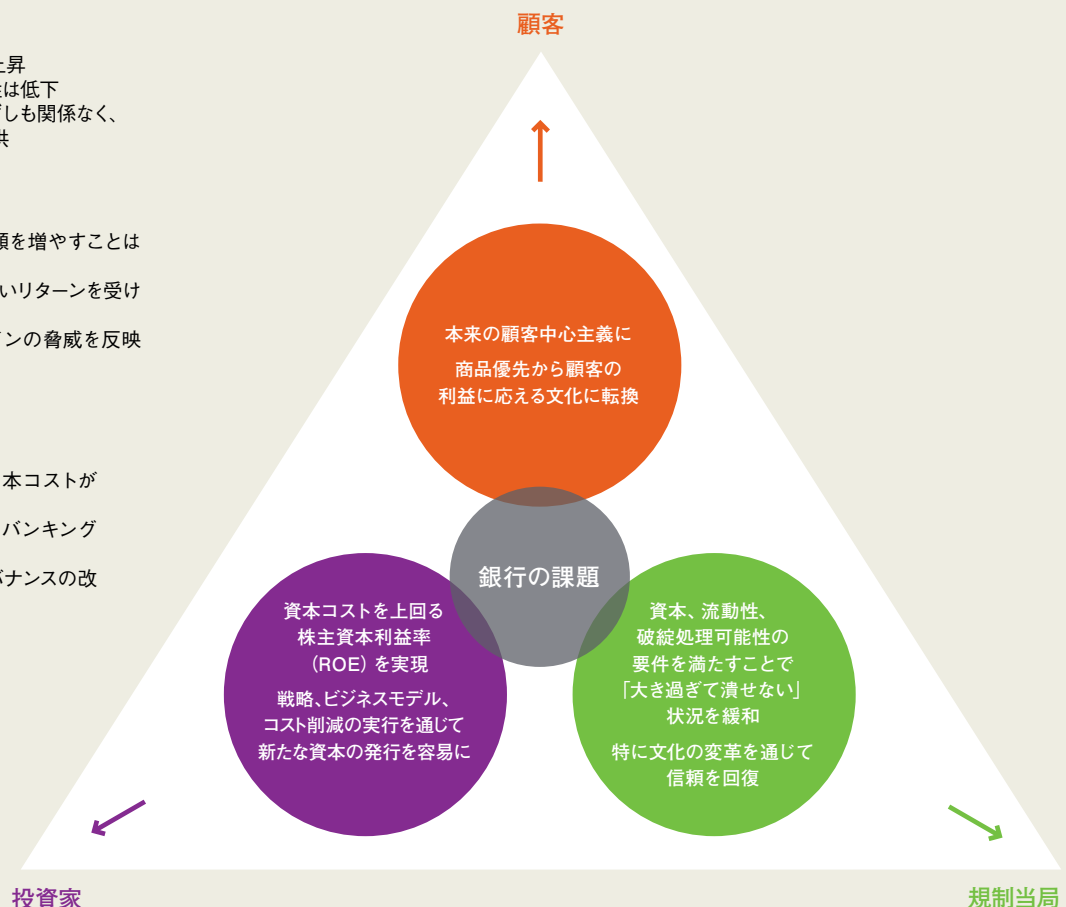 顧客
上昇
は低下
しも関係なく、
供
額を増やすことは
いリターンを受け
インの脅威を反映
本コストが
バンキング
バナンスの改
本来の顧客中心主義に
商品優先から顧客の
利益に応える文化に転換
銀行の課題
資本コストを上回る
株主資本利益率
（ROE）を実現
戦略、ビジネスモデル、
コスト削減の実行を通じて
新たな資本の発行を容易に
資本、流動性、
破綻処理可能性の
要件を満たすことで
「大き過ぎて潰せない」
状況を緩和
特に文化の変革を通じて
信頼を回復
投資家
規制当局